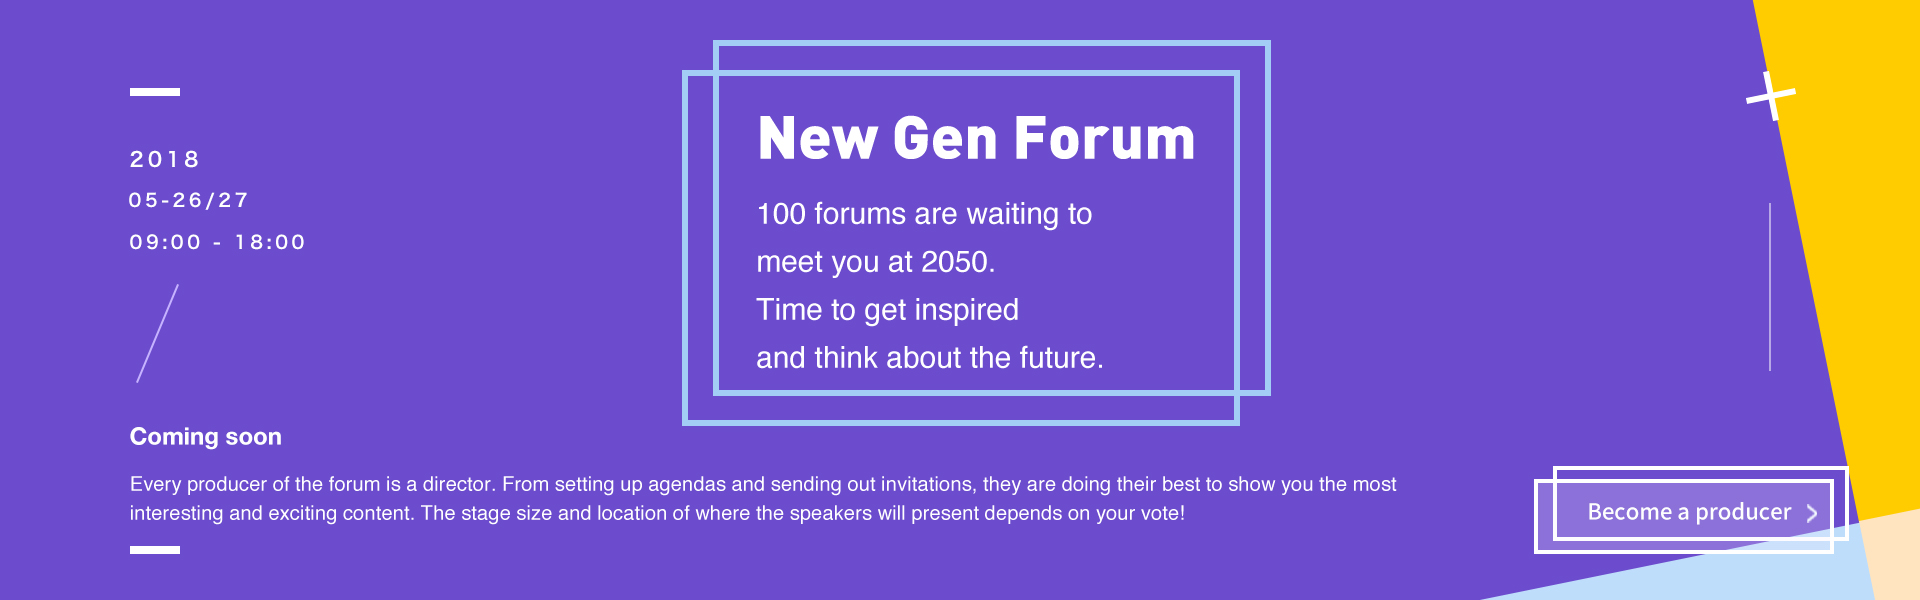 2018
05-26/27
09:00 - 18:00
New Gen Forum
100 forums are waiting to
meet you at 2050.
Time to get inspired
and think about the future.
Coming soon
Every producer of the forum is a director. From setting up agendas and sending out invitations, they are doing their best to show you the most
interesting and exciting content. The stage size and location of where the speakers will present depends on your vote!
Become a producer